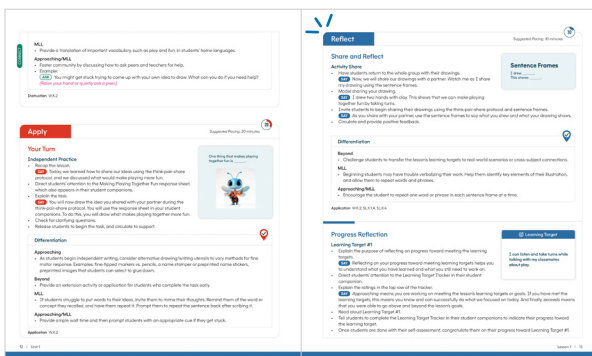 CONNECT
MLL
• Provide a translation of important vocabulary, such as play and fun, in students' home languages.
Approaching/MLL
• Foster community by discussing how to ask peers and teachers for help.
• Example:
ASK You might get stuck trying to come up with your own idea to draw. What can you do if you need help?
(Raise your hand or quietly ask a peer.)
Instruction W.K.2
Apply
Suggested Pacing: 20 minutes
20
Your Turn
Independent Practice
• Recap the lesson.
SAY Today, we learned how to share our ideas using the think-pair-share
protocol, and we discussed what would make playing more fun.
• Direct students' attention to the Making Playing Together Fun response sheet,
which also appears in their student companions.
• Explain the task.
SAY You will now draw the idea you shared with your partner during the
think-pair-share protocol. You will use the response sheet in your student
companions. To do this, you will draw what makes playing together more fun.
• Check for clarifying questions.
• Release students to begin the task, and circulate to support.
One thing that makes playing
together fun is ______.
Differentiation
Approaching
• As students begin independent writing, consider alternative drawing/writing utensils to vary methods for fine
motor response. Examples: fine-tipped markers vs. pencils, a name stamper or preprinted name stickers,
preprinted images that students can select to glue down.
Beyond
• Provide an extension activity or application for students who complete the task early.
MLL
• If students struggle to put words to their ideas, invite them to mime their thoughts. Remind them of the word or
concept they recalled, and have them repeat it. Prompt them to repeat the sentence back after scribing it.
Approaching/MLL
• Provide ample wait time and then prompt students with an appropriate cue if they get stuck.
Application W.K.2
12 | Unit 1
Reflect
Suggested Pacing: 10 minutes
10
Share and Reflect
Activity Share
• Have students return to the whole group with their drawings.
SAY Now, we will share our drawings with a partner. Watch me as I share
my drawing using the sentence frames.
• Model sharing your drawing.
SAY I drew two hands with clay. This shows that we can make playing
together fun by taking turns.
• Invite students to begin sharing their drawings using the think-pair-share protocol and sentence frames.
SAY As you share with your partner, use the sentence frames to say what you drew and what your drawing shows.
• Circulate and provide positive feedback.
Sentence Frames
I drew ______.
This shows ______.
Differentiation
Beyond
• Challenge students to transfer the lesson's learning targets to real-world scenarios or cross-subject connections.
MLL
• Beginning students may have trouble verbalizing their work. Help them identify key elements of their illustration,
and allow them to repeat words and phrases.
Approaching/MLL
• Encourage the student to repeat one word or phrase in each sentence frame at a time.
Progress Reflection
Learning Target #1
• Explain the purpose of reflecting on progress toward meeting the learning
targets.
SAY Reflecting on your progress toward meeting learning targets helps you
to understand what you have learned and what you still need to work on.
• Direct students' attention to the Learning Target Tracker in their student
companion.
• Explain the ratings in the top row of the tracker.
SAY Approaching means you are working on meeting the lesson's learning targets or goals. If you have met the
learning targets, this means you know and can successfully do what we focused on today. And finally, exceeds means
that you were able to go above and beyond the lesson's goals.
• Read aloud Learning Target #1.
• Tell students to complete the Learning Target Tracker in their student companions to indicate their progress toward
the learning target.
• Once students are done with their self-assessment, congratulate them on their progress toward Learning Target #1.
Learning Target
I can listen and take turns while
talking with my classmates
about play.